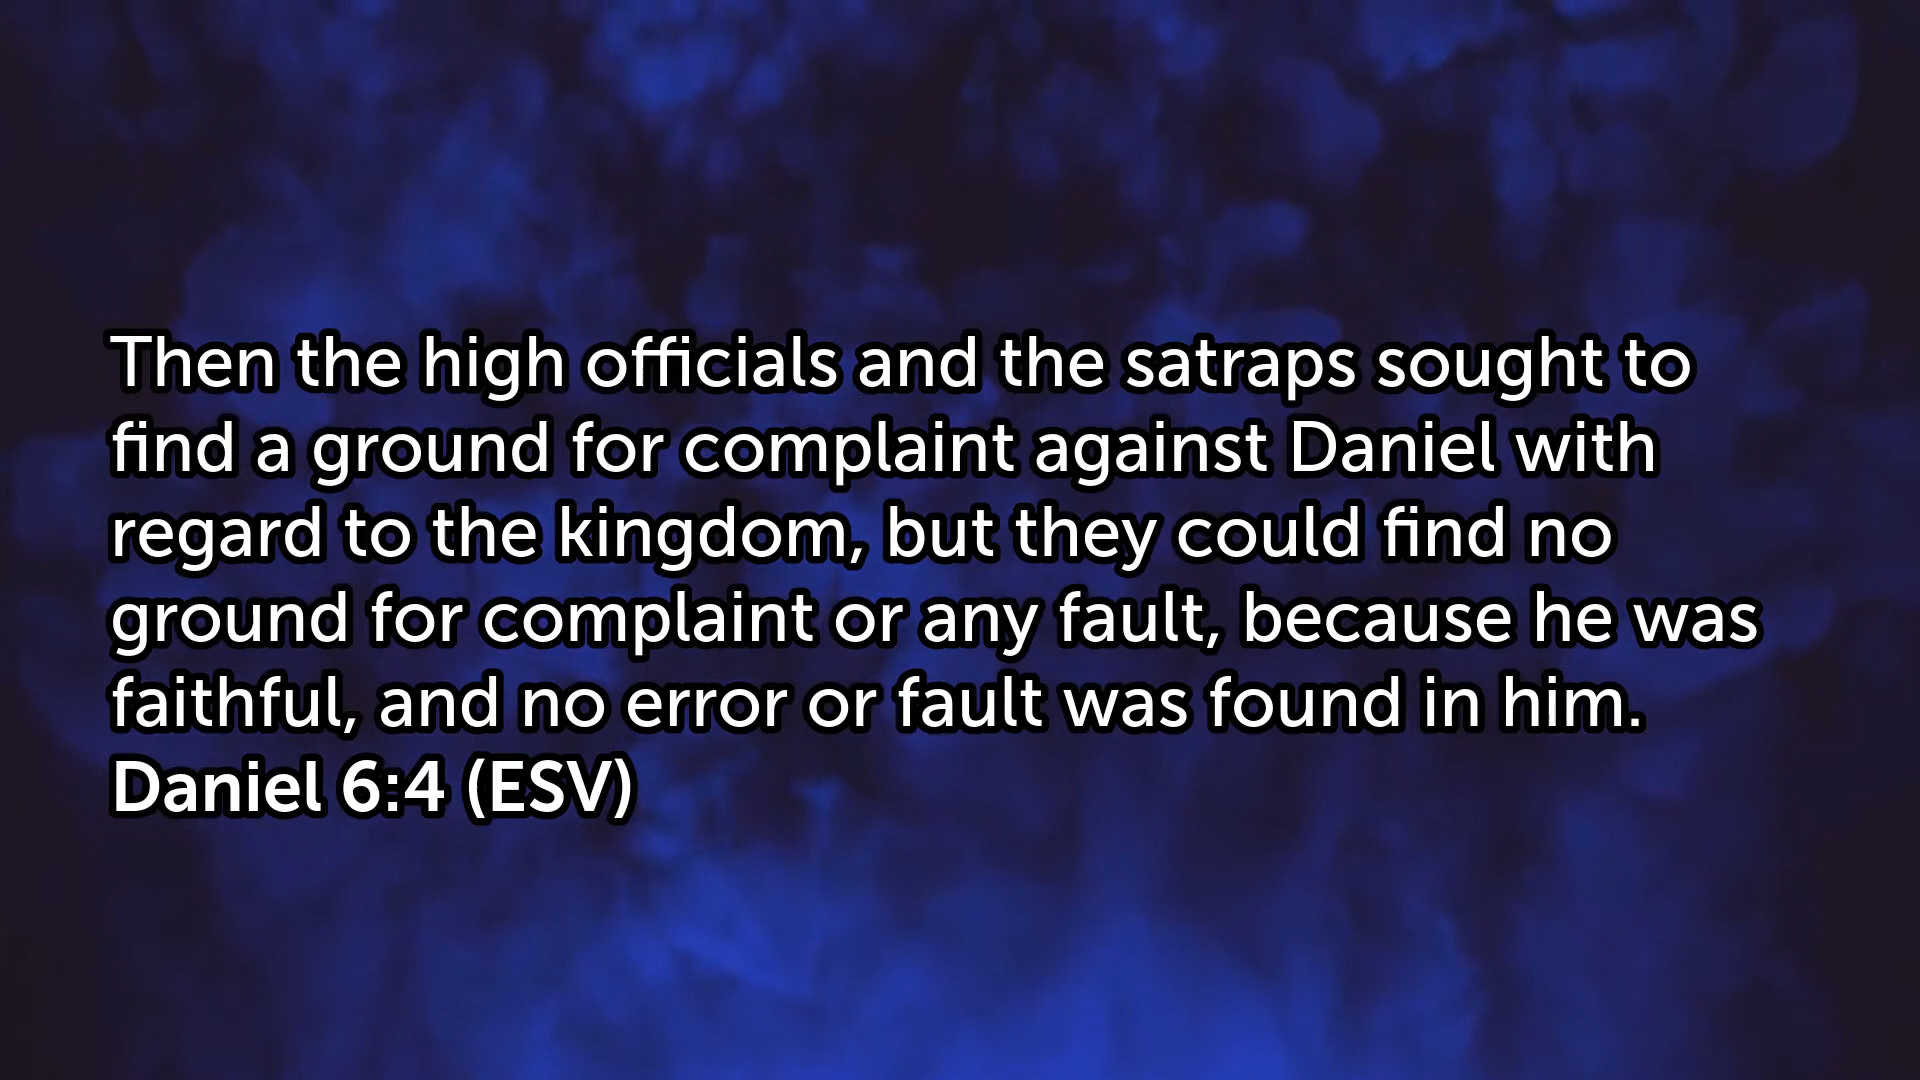 Then the high officials and the satraps sought to
find a ground for complaint against Daniel with
regard to the kingdom, but they could find no
ground for complaint or any fault, because he was
faithful, and no error or fault was found in him.
Daniel 6:4 (ESV)